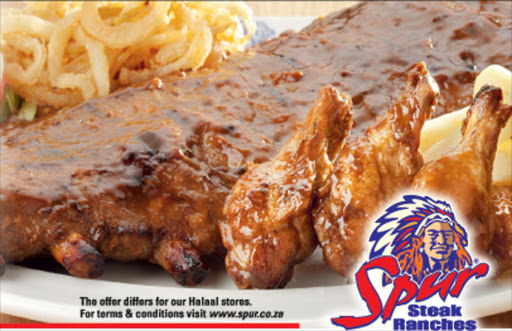 The offer differs for our Halaal stores.
For terms & conditions visit www.spur.co.za
Spur®
Steak
Ranches